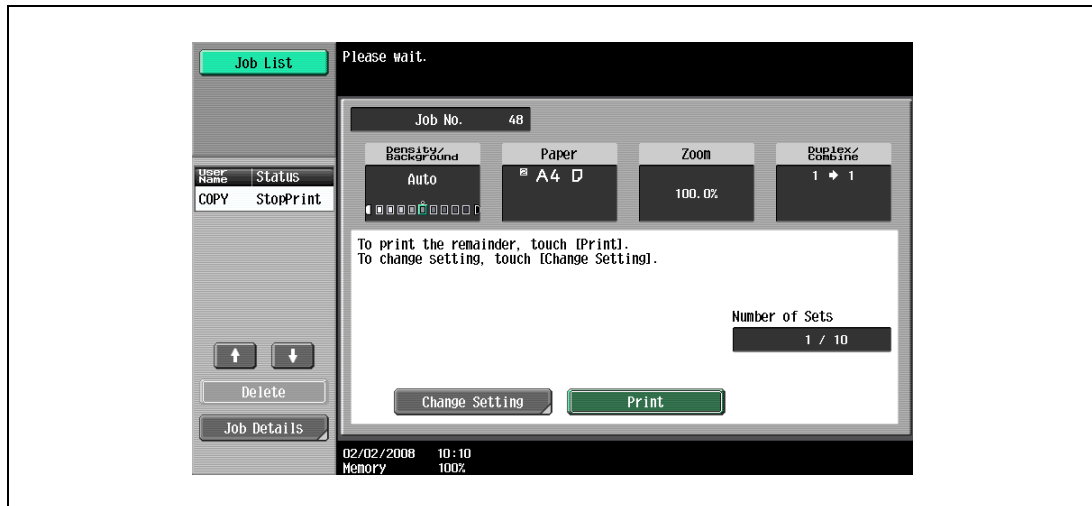 Job List
Please wait.
Job No. 48
Density/
Background
Paper
Zoom
Duplex/
Combine
User
Name
Status
Auto
A4
100.0%
1 → 1
COPY StopPrint
To print the remainder, touch [Print].
To change setting, touch [Change Setting].
Number of Sets
1 / 10
Delete
Change Setting
Print
Job Details
02/02/2008 10:10
Memory 100%